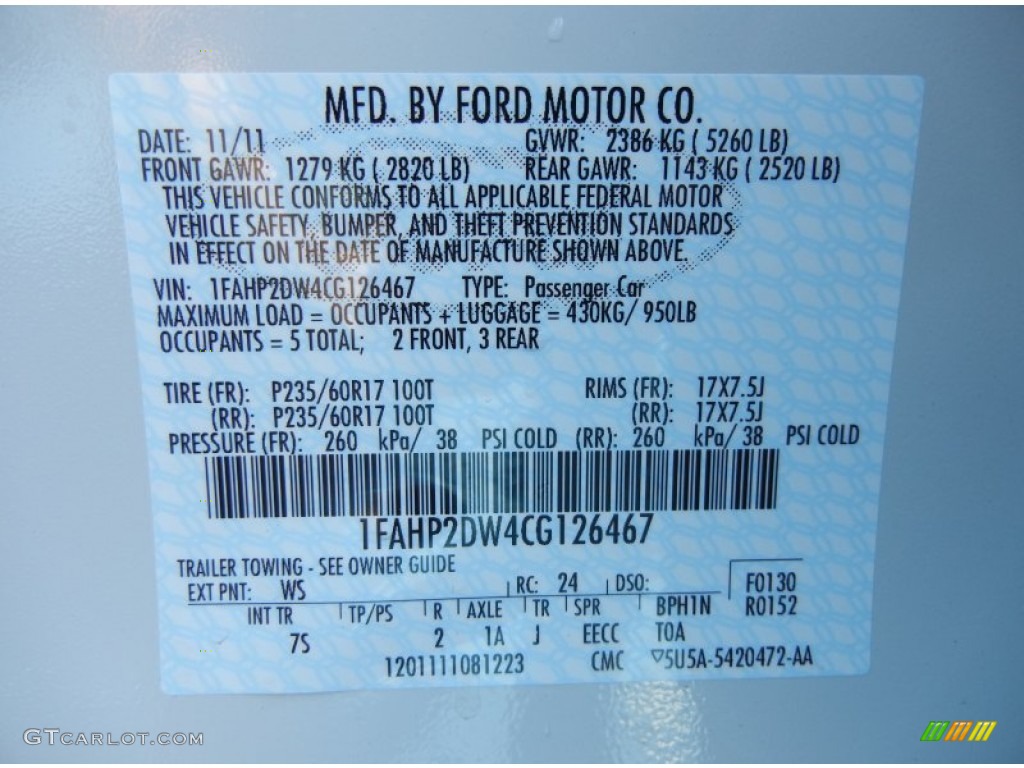 MFD. BY FORD MOTOR CO.
DATE: 11/11 GVWR: 2386 KG ( 5260 LB)
FRONT GAWR: 1279 KG ( 2820 LB) REAR GAWR: 1143 KG ( 2520 LB)
THIS VEHICLE CONFORMS TO ALL APPLICABLE FEDERAL MOTOR
VEHICLE SAFETY, BUMPER, AND THEFT PREVENTION STANDARDS
IN EFFECT ON THE DATE OF MANUFACTURE SHOWN ABOVE.
VIN: 1FAHP2DW4CG126467 TYPE: Passenger Car
MAXIMUM LOAD = OCCUPANTS + LUGGAGE = 430KG/ 950LB
OCCUPANTS = 5 TOTAL; 2 FRONT, 3 REAR
TIRE (FR): P235/60R17 100T RIMS (FR): 17X7.5J
(RR): P235/60R17 100T (RR): 17X7.5J
PRESSURE (FR): 260 kPa/ 38 PSI COLD (RR): 260 kPa/ 38 PSI COLD
1FAHP2DW4CG126467
TRAILER TOWING - SEE OWNER GUIDE
EXT PNT: WS RC: 24 DSO: F0130
INT TR TP/PS R AXLE TR SPR BPH1N R0152
7S 2 1A J EECC TOA
1201111081223 CMC ▽5U5A-5420472-AA
GTCARLOT.COM